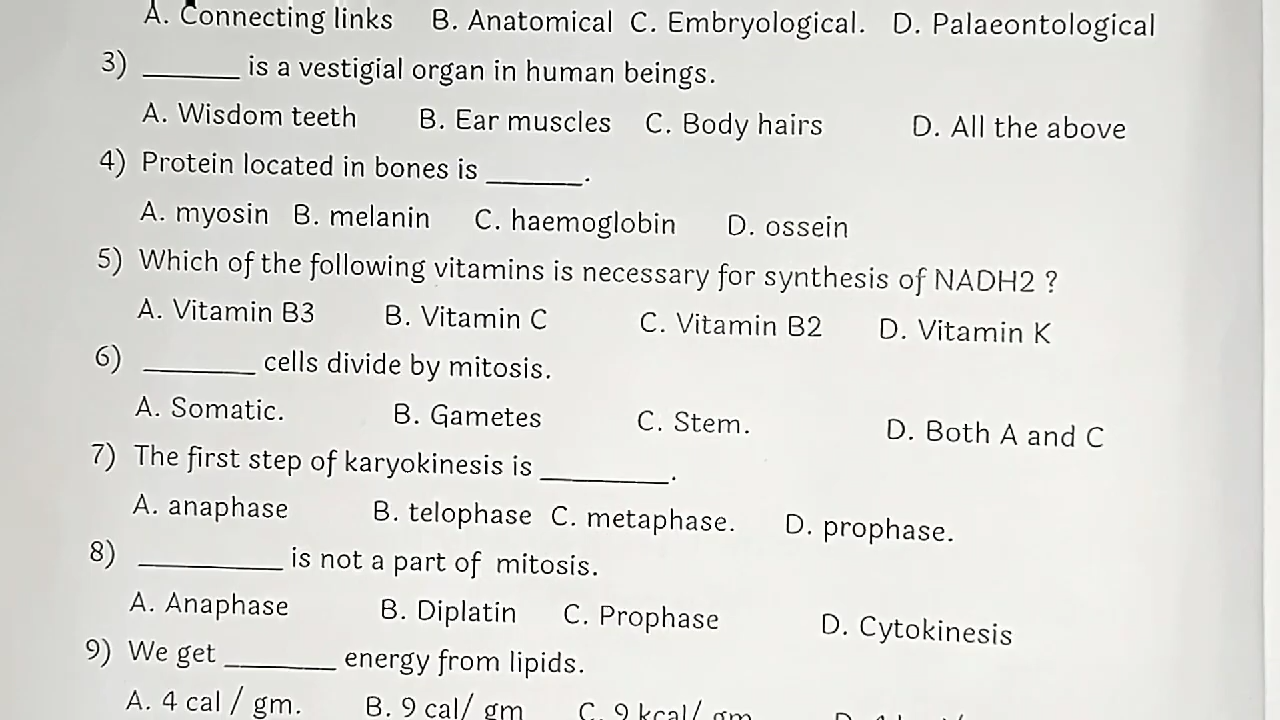 A. Connecting links B. Anatomical C. Embryological. D. Palaeontological
3) ______ is a vestigial organ in human beings.
A. Wisdom teeth B. Ear muscles C. Body hairs D. All the above
4) Protein located in bones is ______.
A. myosin B. melanin C. haemoglobin D. ossein
5) Which of the following vitamins is necessary for synthesis of NADH2 ?
A. Vitamin B3 B. Vitamin C C. Vitamin B2 D. Vitamin K
6) _______ cells divide by mitosis.
A. Somatic. B. Gametes C. Stem. D. Both A and C
7) The first step of karyokinesis is ________.
A. anaphase B. telophase C. metaphase. D. prophase.
8) _________ is not a part of mitosis.
A. Anaphase B. Diplatin C. Prophase D. Cytokinesis
9) We get _______ energy from lipids.
A. 4 cal / gm. B. 9 cal/ gm C. 9 kcal/ gm